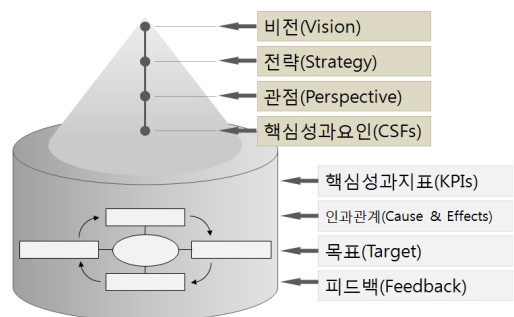 비전(Vision)
전략(Strategy)
관점(Perspective)
핵심성과요인(CSFs)
핵심성과지표(KPIs)
인과관계(Cause & Effects)
목표(Target)
피드백(Feedback)